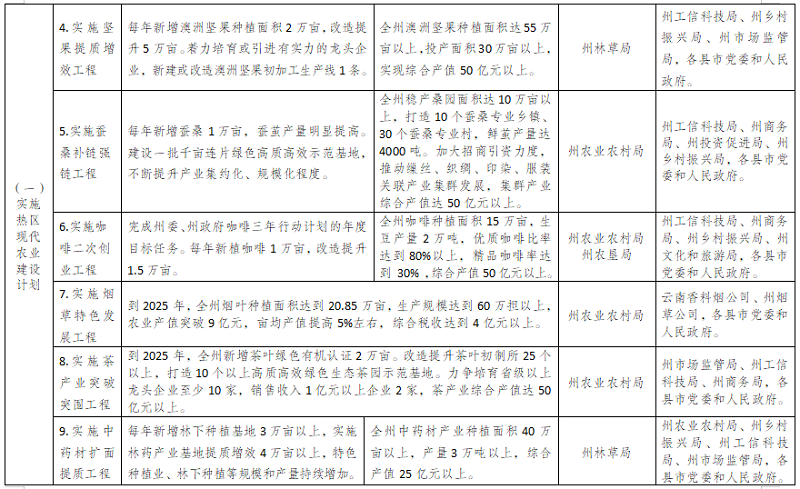 (一)
实施
热区
现代
农业
建设
计划
4.实施坚
果提质增
效工程
每年新增澳洲坚果种植面积2万亩，改造提
升5万亩。着力培育或引进有实力的龙头企
业，新建或改造澳洲坚果初加工生产线1条。
全州澳洲坚果种植面积达55万
亩以上，投产面积30万亩以上，
实现综合产值50亿元以上。
州林草局
州工信科技局、州乡村
振兴局、州市场监管
局，各县市党委和人民
政府。
5.实施蚕
桑补链强
链工程
每年新增蚕桑1万亩，蚕茧产量明显提高。
建设一批千亩连片绿色高质高效示范基地，
不断提升产业集约化、规模化程度。
全州稳产桑园面积达10万亩以
上，打造10个蚕桑专业乡镇、
30个蚕桑专业村，鲜茧产量达
4000吨。加大招商引资力度，
推动缫丝、织绸、印染、服装
关联产业集群发展，集群产业
综合产值达50亿元以上。
州农业农村局
州工信科技局、州商务
局、州投资促进局、州
乡村振兴局，各县市党
委和人民政府。
6.实施咖
啡二次创
业工程
完成州委、州政府咖啡三年行动计划的年度
目标任务。每年新植咖啡1万亩，改造提升
1.5万亩。
全州咖啡种植面积15万亩，生
豆产量2万吨，优质咖啡比率
达到80%以上，精品咖啡率达
到30%，综合产值50亿元以上。
州农业农村局
州农垦局
州工信科技局、州商务
局、州乡村振兴局、州
文化和旅游局，各县市
党委和人民政府。
7.实施烟
草特色发
展工程
到2025年，全州烟叶种植面积达到20.85万亩，生产规模达到60万担以上，
农业产值突破9亿元，亩均产值提高5%左右，综合税收达到4亿元以上。
州农业农村局
云南香料烟公司、州烟
草公司，各县市党委和
人民政府。
8.实施茶
产业突破
突围工程
到2025年，全州新增茶叶绿色有机认证2万亩。改造提升茶叶初制所25个
以上，打造10个以上高质高效绿色生态茶园示范基地。力争培育省级以上
龙头企业至少10家，销售收入1亿元以上企业2家，茶产业综合产值达50
亿元以上。
州农业农村局
州市场监管局、州工信
科技局、州商务局，各
县市党委和人民政府。
9.实施中
药材扩面
提质工程
每年新增林下种植基地3万亩以上，实施
林药产业基地提质增效4万亩以上，特色
种植业、林下种植等规模和产量持续增加。
全州中药材产业种植面积40万
亩以上，产量3万吨以上，综合
产值25亿元以上。
州林草局
州农业农村局、州乡村
振兴局、州工信科技
局、州市场监管局，各
县市党委和人民政府。